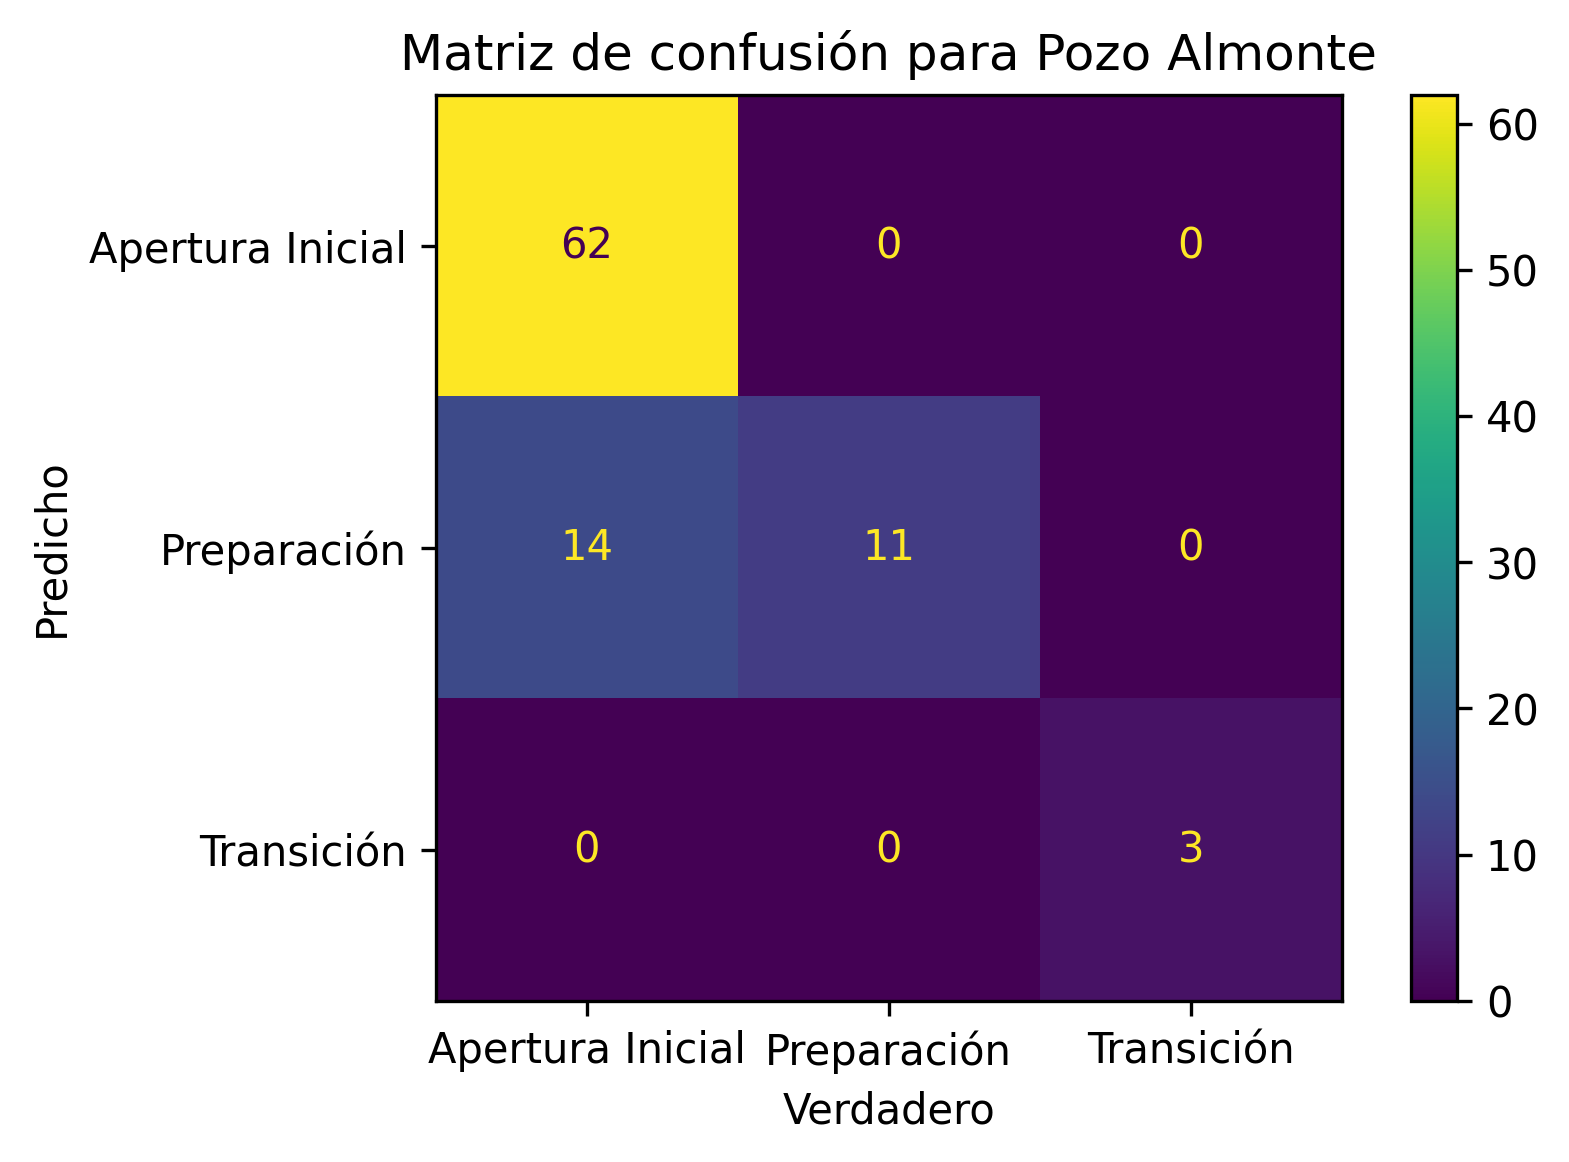 Matriz de confusión para Pozo Almonte
Predicho
Apertura Inicial
62
0
0
Preparación
14
11
0
Transición
0
0
3
Apertura Inicial
Preparación
Transición
Verdadero
60
50
40
30
20
10
0